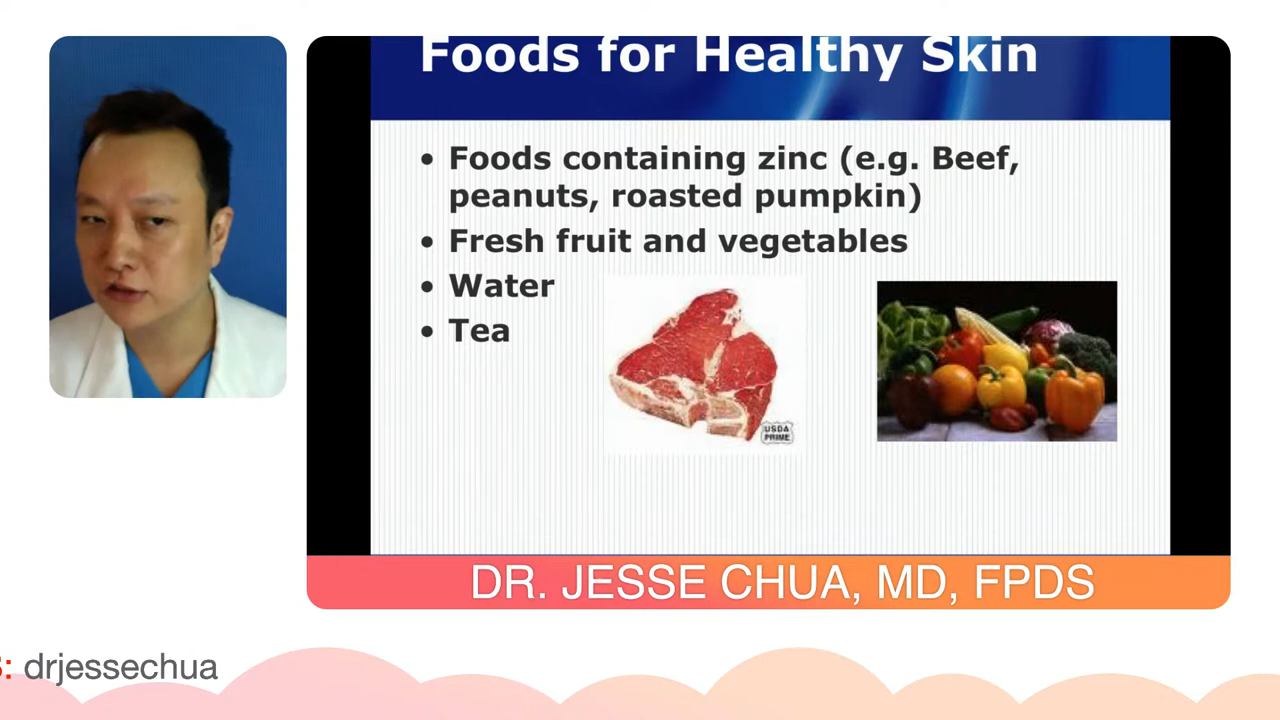 Foods for Healthy Skin
• Foods containing zinc (e.g. Beef,
peanuts, roasted pumpkin)
• Fresh fruit and vegetables
• Water
• Tea
USDA
PRIME
DR. JESSE CHUA, MD, FPDS
S: drjessechua